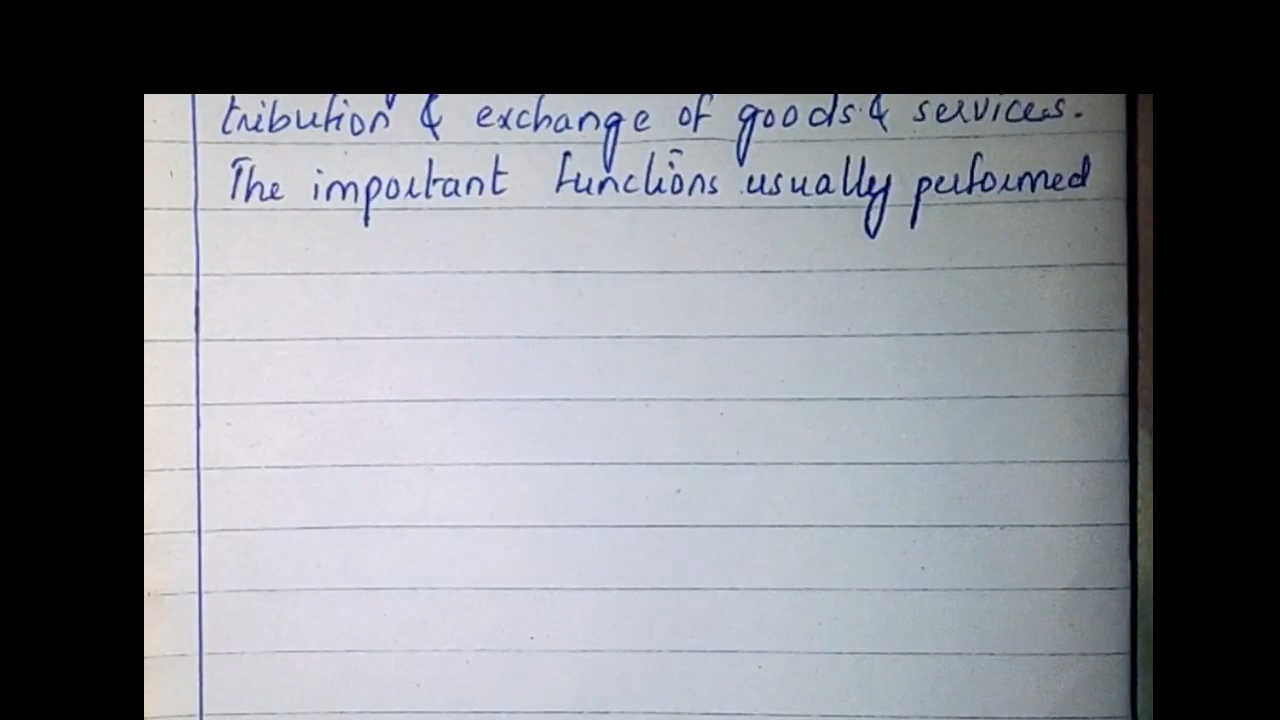 tribution & exchange of goods & services.
The important functions usually performed